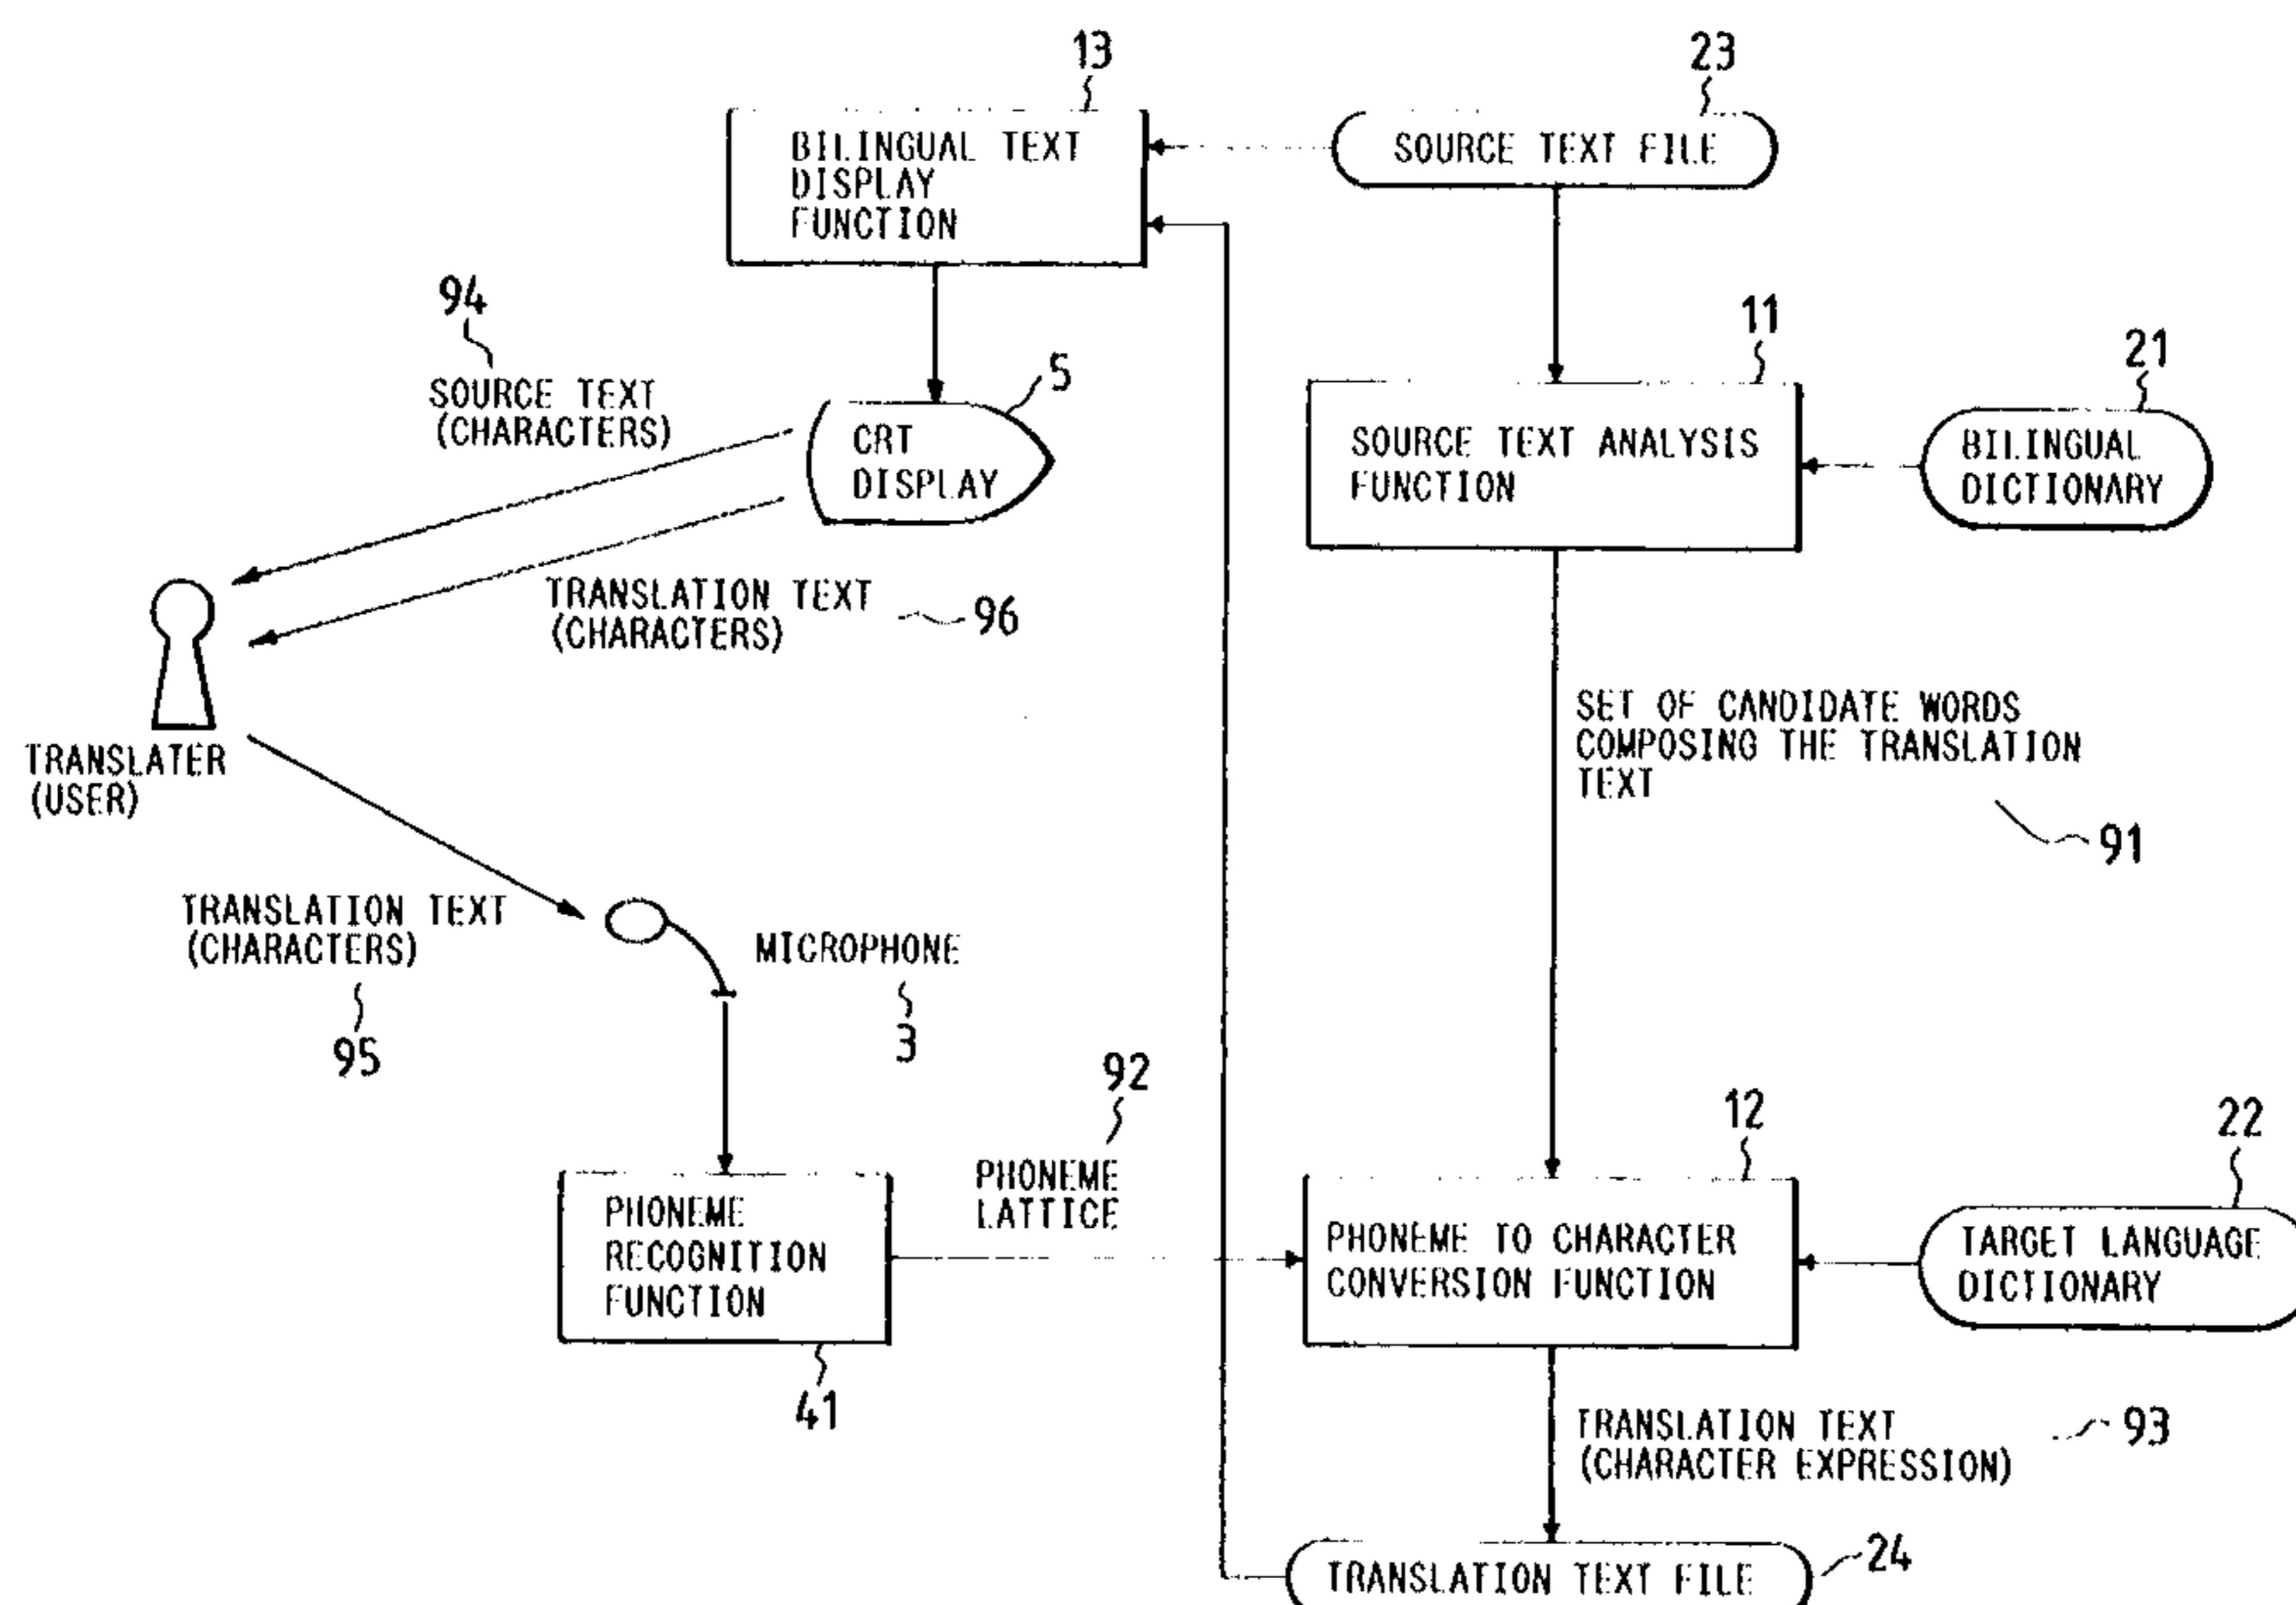 13
23
BILINGUAL TEXT
DISPLAY
FUNCTION
SOURCE TEXT FILE
94
SOURCE TEXT
(CHARACTERS)
5
CRT
DISPLAY
11
SOURCE TEXT ANALYSIS
FUNCTION
21
BILINGUAL
DICTIONARY
TRANSLATION TEXT
(CHARACTERS)
96
TRANSLATER
(USER)
SET OF CANDIDATE WORDS
COMPOSING THE TRANSLATION
TEXT
91
TRANSLATION TEXT
(CHARACTERS)
95
MICROPHONE
3
92
PHONEME
LATTICE
PHONEME
RECOGNITION
FUNCTION
41
12
PHONEME TO CHARACTER
CONVERSION FUNCTION
22
TARGET LANGUAGE
DICTIONARY
TRANSLATION TEXT
(CHARACTER EXPRESSION)
93
TRANSLATION TEXT FILE
24